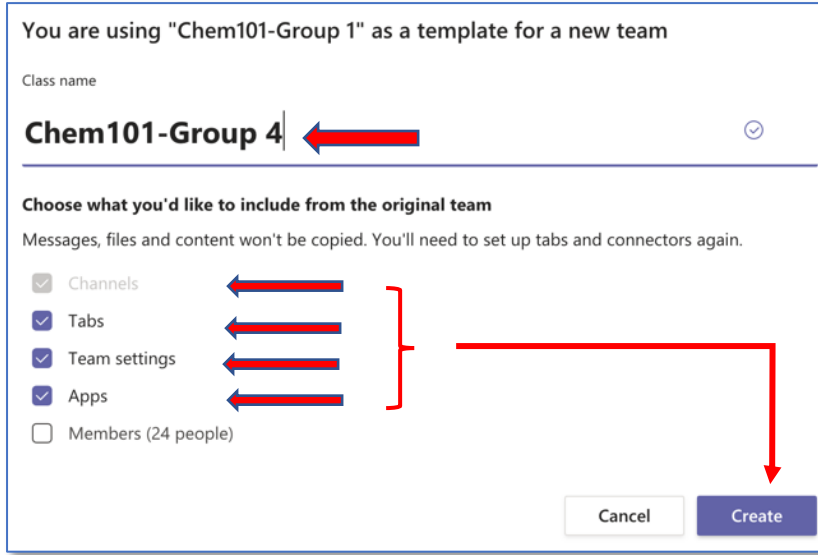 You are using "Chem101-Group 1" as a template for a new team
Class name
Chem101-Group 4
Choose what you'd like to include from the original team
Messages, files and content won't be copied. You'll need to set up tabs and connectors again.
Channels
Tabs
Team settings
Apps
Members (24 people)
Cancel Create